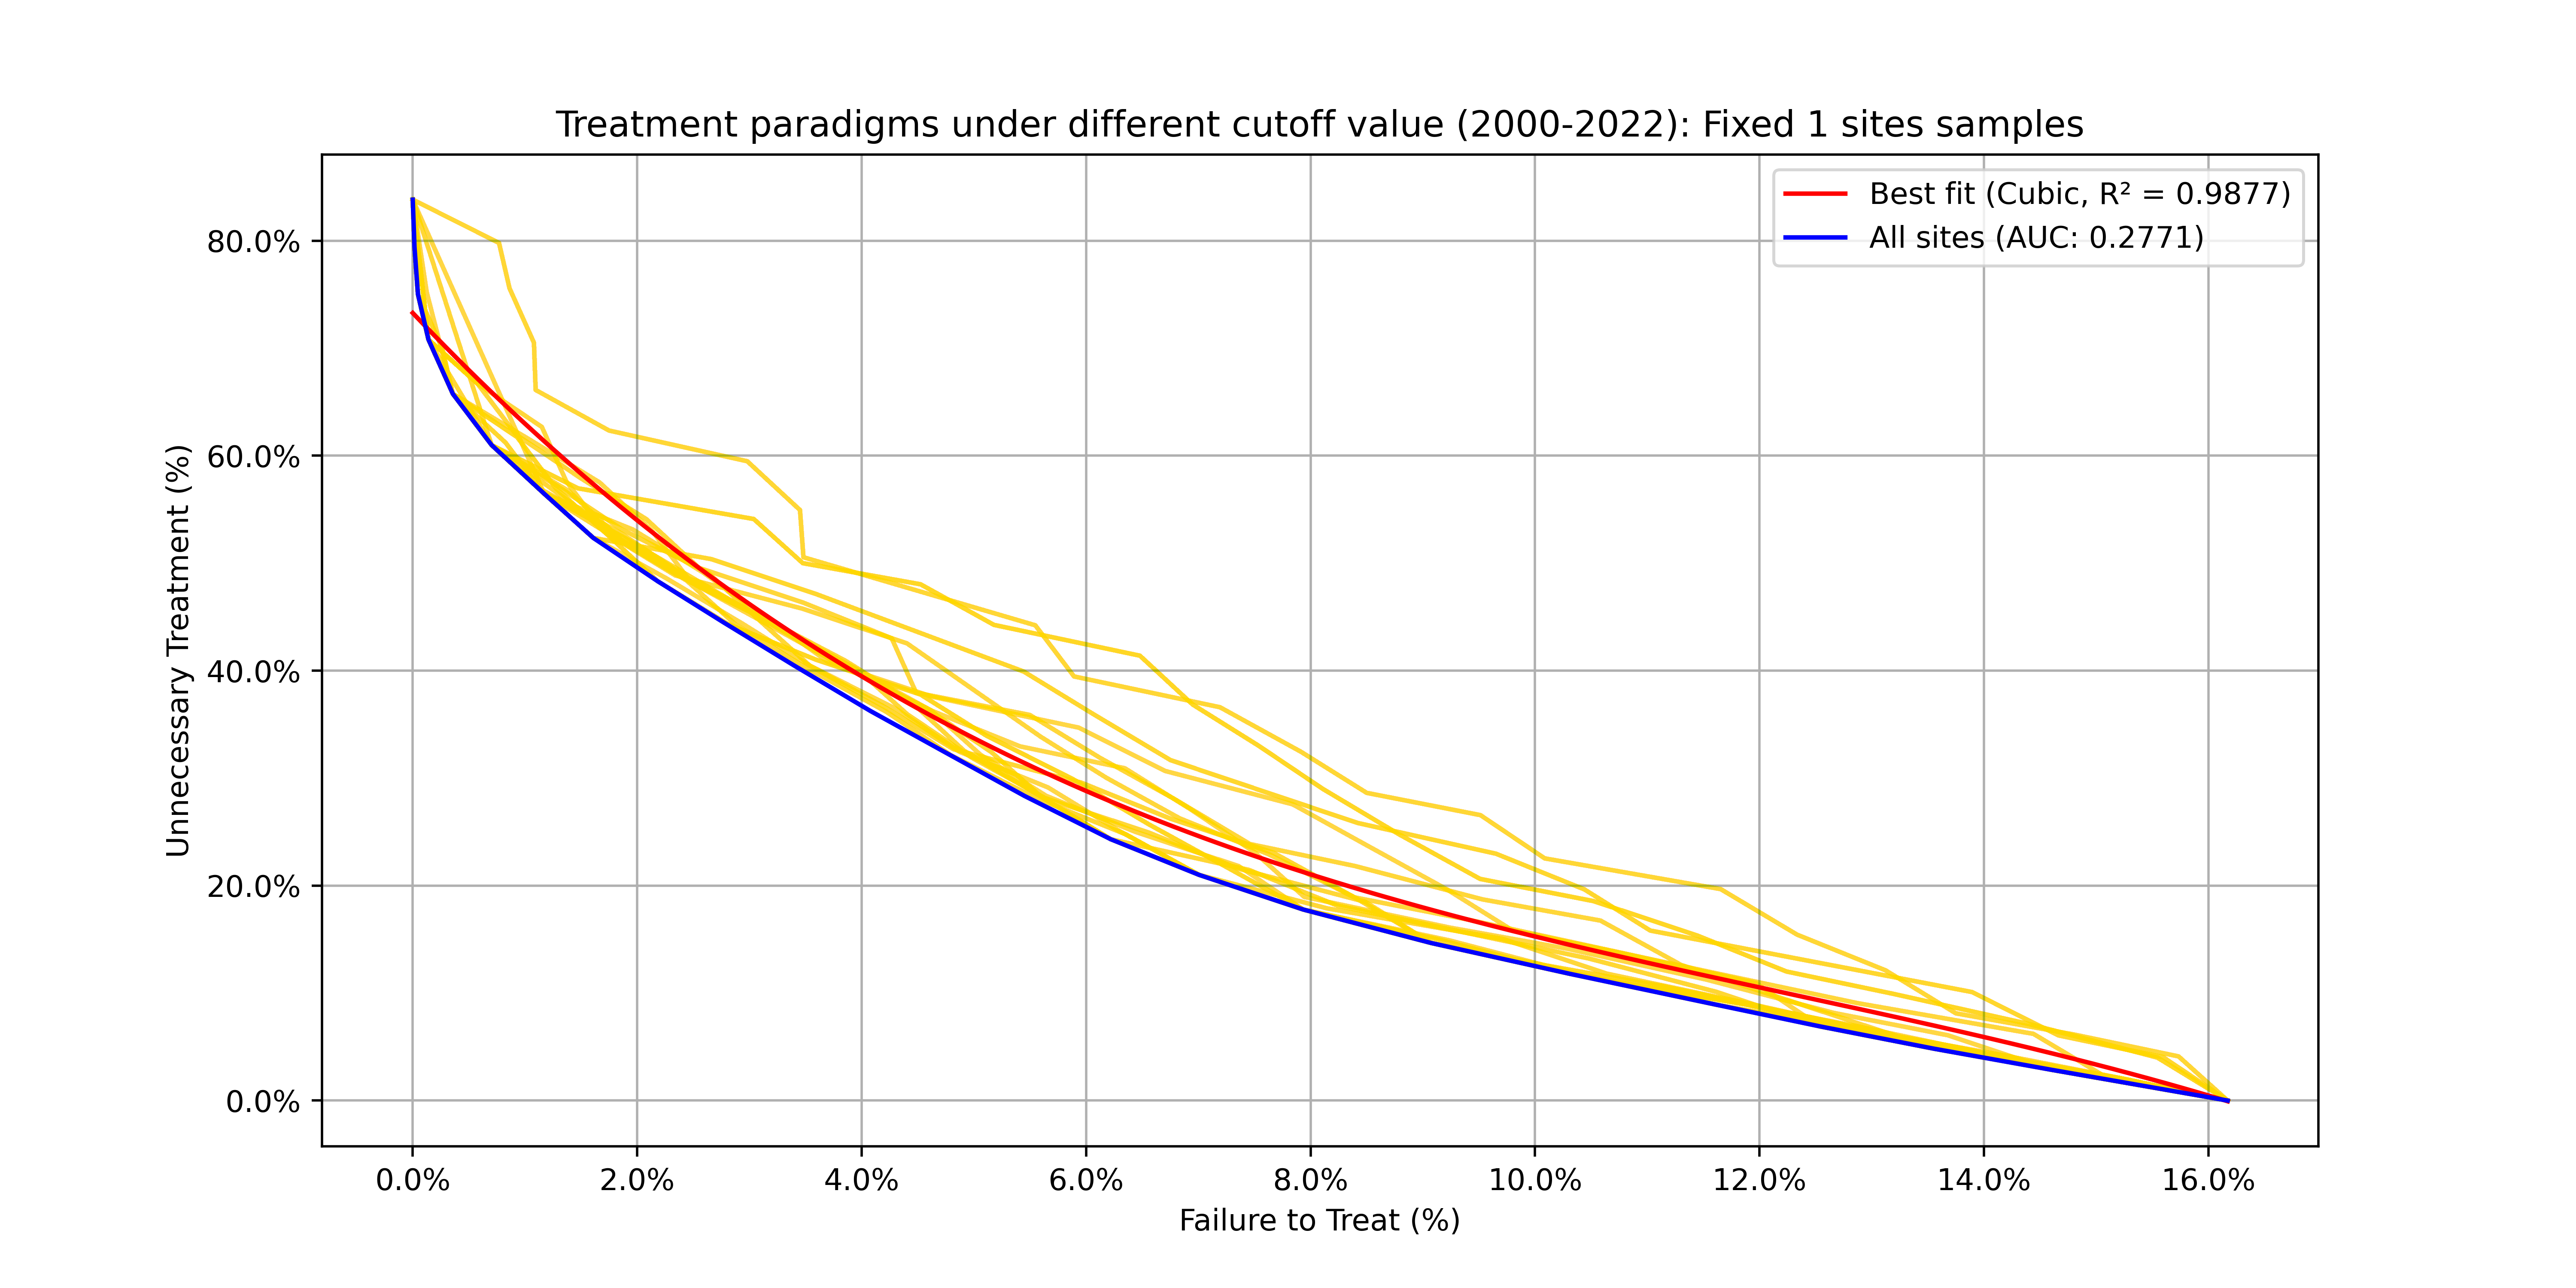 Treatment paradigms under different cutoff value (2000-2022): Fixed 1 sites samples
Best fit (Cubic, R² = 0.9877)
All sites (AUC: 0.2771)
Unnecessary Treatment (%)
80.0%
60.0%
40.0%
20.0%
0.0%
0.0% 2.0% 4.0% 6.0% 8.0% 10.0% 12.0% 14.0% 16.0%
Failure to Treat (%)